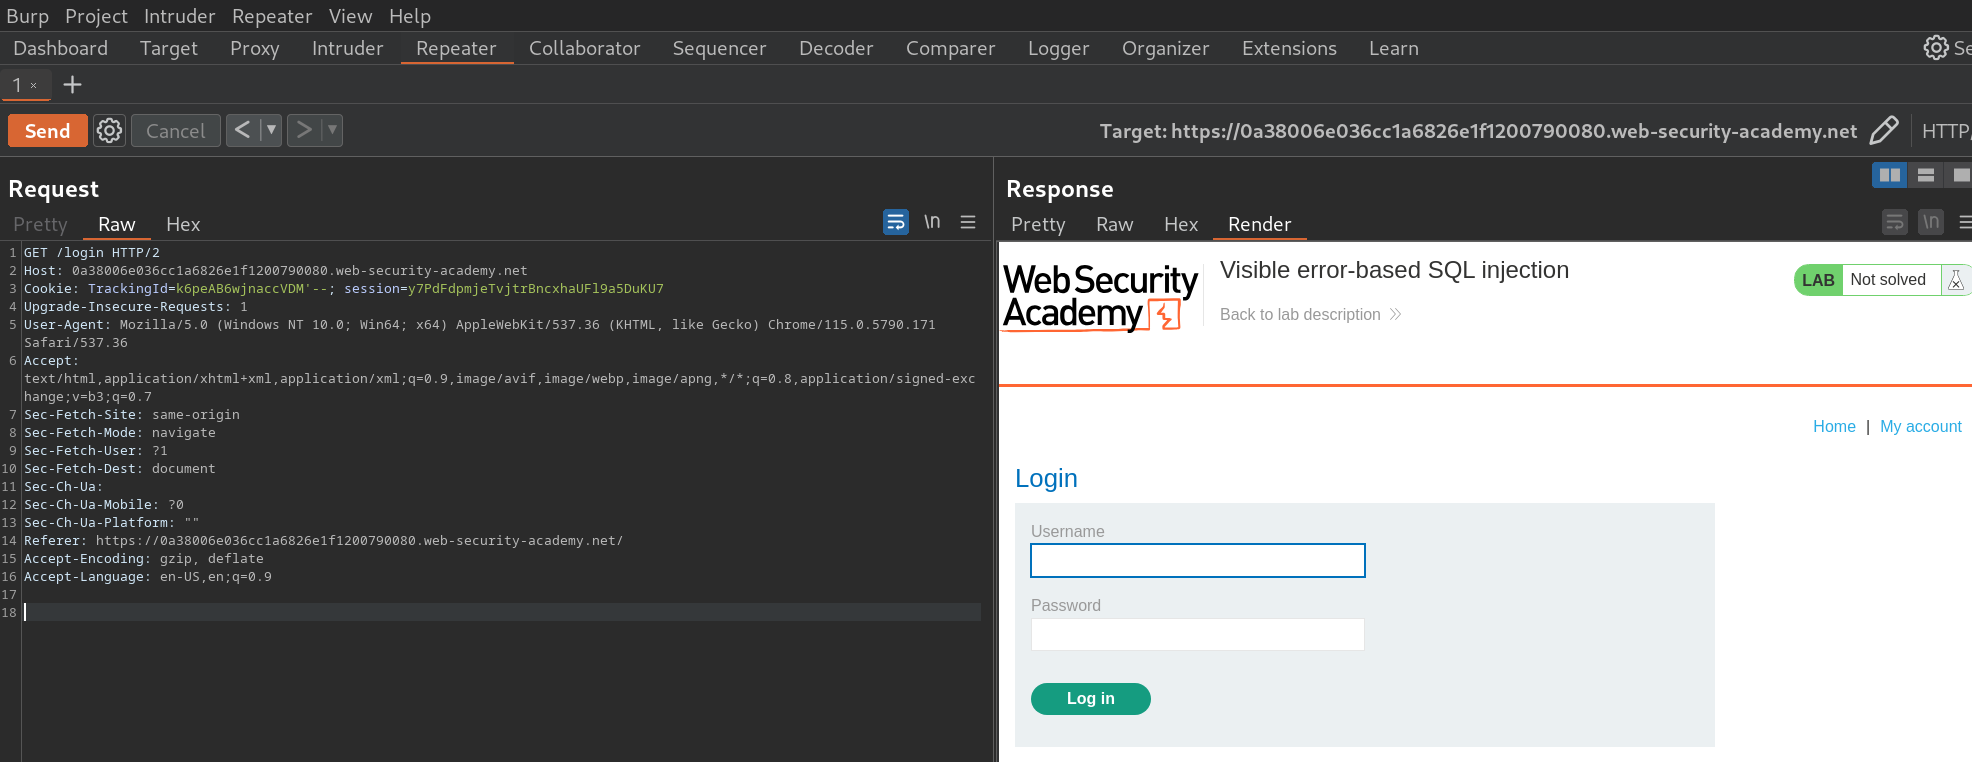 Burp Project Intruder Repeater View Help
Dashboard Target Proxy Intruder Repeater Collaborator Sequencer Decoder Comparer Logger Organizer Extensions Learn Se
1 × +
Send Cancel < > Target: https://0a38006e036cc1a6826e1f1200790080.web-security-academy.net HTTP/
Request
Pretty Raw Hex \n
1 GET /login HTTP/2
2 Host: 0a38006e036cc1a6826e1f1200790080.web-security-academy.net
3 Cookie: TrackingId=k6peAB6wjnaccVDM'--; session=y7PdFdpmjeTvjtrBncxhaUFl9a5DuKU7
4 Upgrade-Insecure-Requests: 1
5 User-Agent: Mozilla/5.0 (Windows NT 10.0; Win64; x64) AppleWebKit/537.36 (KHTML, like Gecko) Chrome/115.0.5790.171
Safari/537.36
6 Accept:
text/html,application/xhtml+xml,application/xml;q=0.9,image/avif,image/webp,image/apng,*/*;q=0.8,application/signed-exc
hange;v=b3;q=0.7
7 Sec-Fetch-Site: same-origin
8 Sec-Fetch-Mode: navigate
9 Sec-Fetch-User: ?1
10 Sec-Fetch-Dest: document
11 Sec-Ch-Ua:
12 Sec-Ch-Ua-Mobile: ?0
13 Sec-Ch-Ua-Platform: ""
14 Referer: https://0a38006e036cc1a6826e1f1200790080.web-security-academy.net/
15 Accept-Encoding: gzip, deflate
16 Accept-Language: en-US,en;q=0.9
17
18
Response
Pretty Raw Hex Render \n
Web Security
Academy
Visible error-based SQL injection
Back to lab description
LAB Not solved
Home | My account
Login
Username
Password
Log in